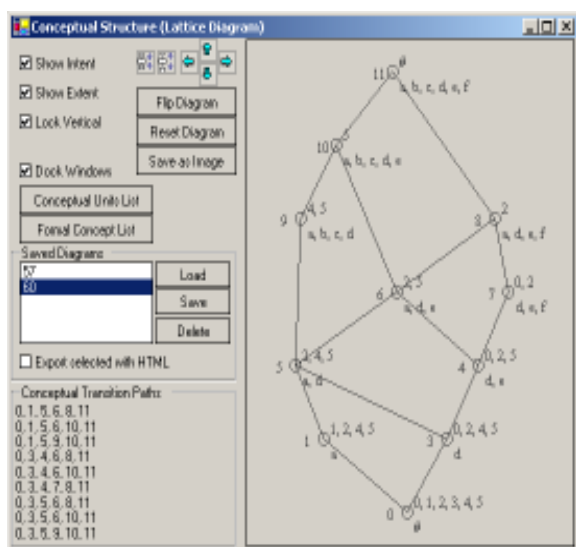 Conceptual Structure (Lattice Diagram)
Show Intent
Show Extent
Lock Vertical
Flip Diagram
Reset Diagram
Save as Image
Dock Windows
Conceptual Units List
Formal Concept List
Saved Diagrams
57
60
Load
Save
Delete
Export selected with HTML
Conceptual Transition Paths
0, 1, 5, 6, 8, 11
0, 1, 5, 6, 10, 11
0, 1, 5, 9, 10, 11
0, 3, 4, 6, 8, 11
0, 3, 4, 6, 10, 11
0, 3, 4, 7, 8, 11
0, 3, 5, 6, 8, 11
0, 3, 5, 6, 10, 11
0, 3, 5, 9, 10, 11
ø
11
a, b, c, d, e, f
5
10
a, b, c, d, e
4, 5
9
a, b, c, d
2
8
a, d, e, f
2, 5
6
a, d, e
0, 2
7
d, e, f
2, 4, 5
5
a, d
0, 2, 5
4
d, e
1, 2, 4, 5
1
a
0, 2, 4, 5
3
d
0, 1, 2, 3, 4, 5
0
ø